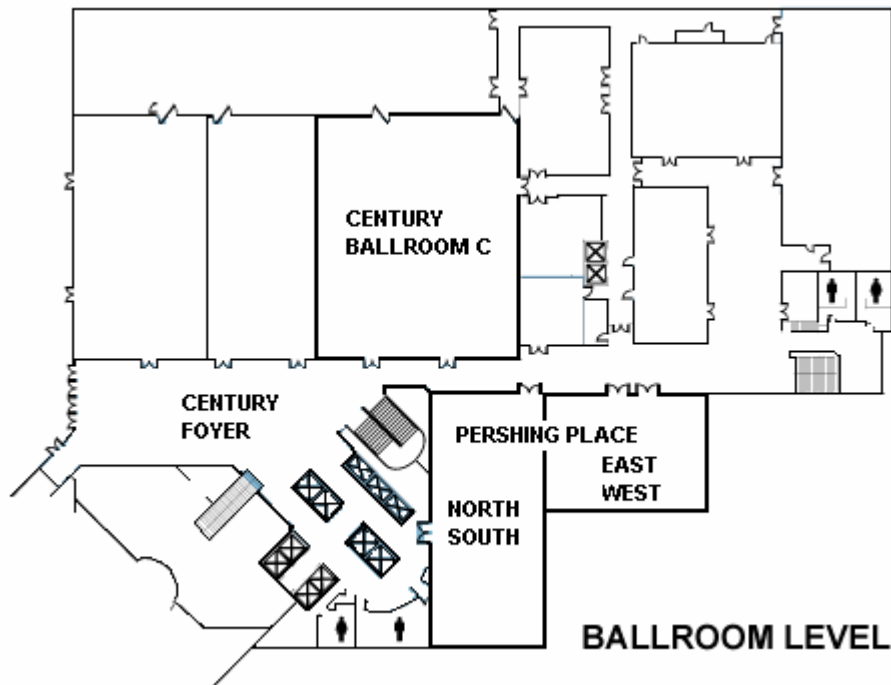 CENTURY
BALLROOM C
CENTURY
FOYER
PERSHING PLACE
EAST
WEST
NORTH
SOUTH
BALLROOM LEVEL